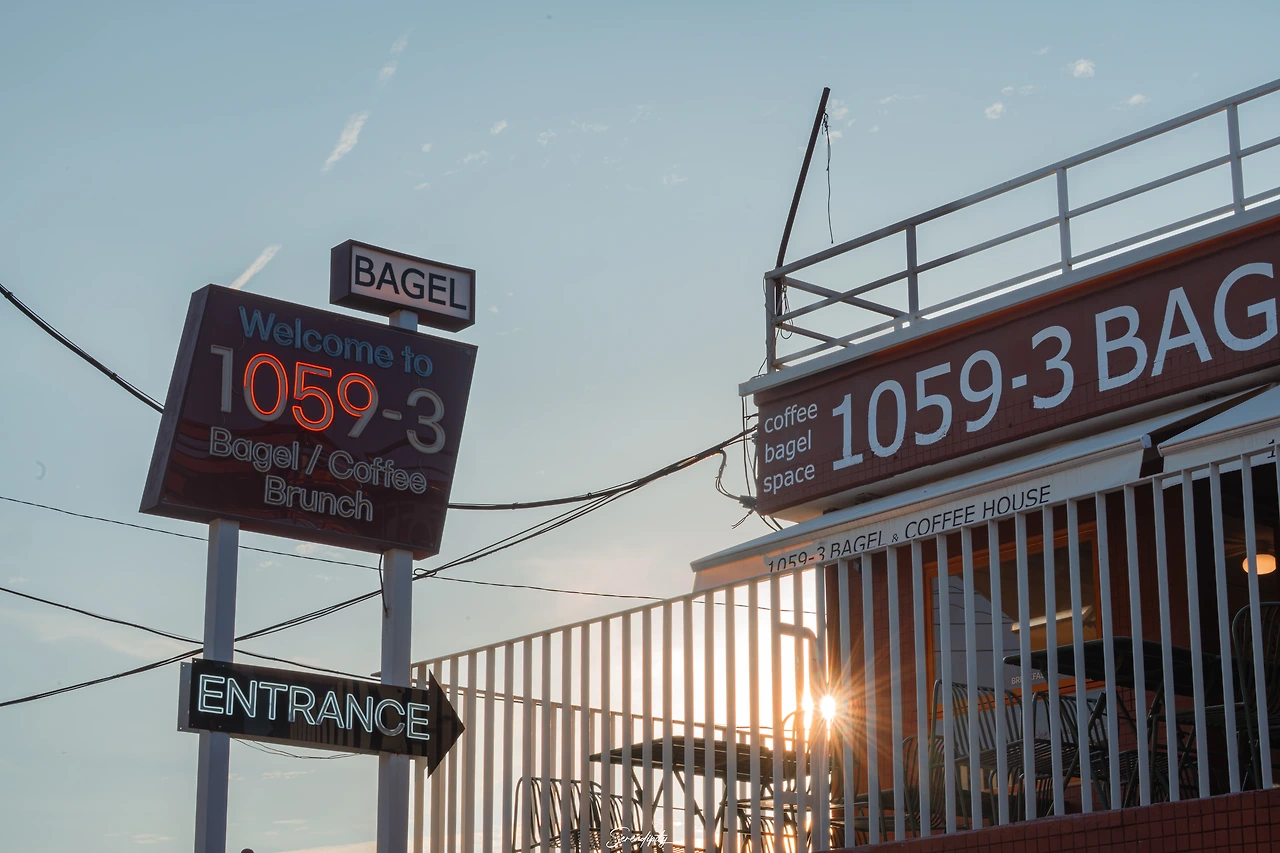 BAGEL
Welcome to
1059-3
Bagel / Coffee
Brunch
ENTRANCE
coffee
bagel
space
1059-3 BAG
1059-3 BAGEL & COFFEE HOUSE
Serendipity